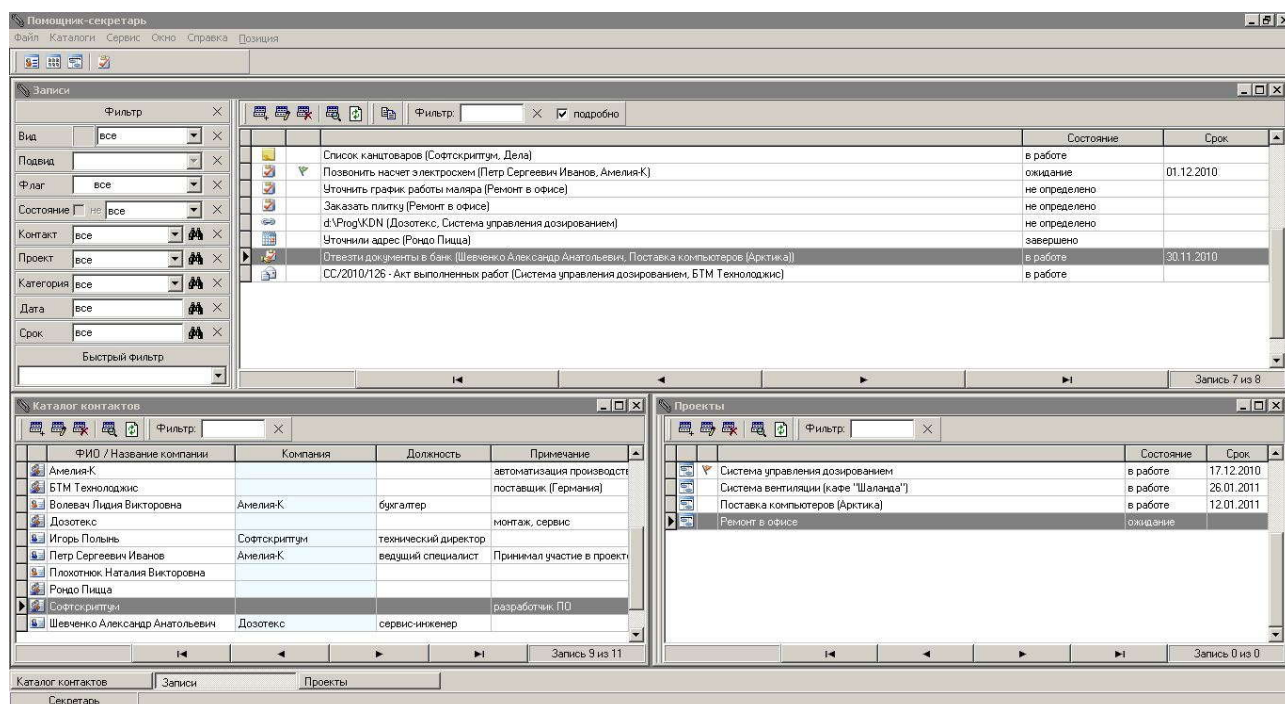 Помощник-секретарь
Файл Каталоги Сервис Окно Справка Позиция
Записи
Фильтр
Фильтр: подробно
Вид все
Подвид
Флаг все
Состояние не все
Контакт все
Проект все
Категория все
Дата все
Срок все
Быстрый фильтр
Состояние Срок
Список канцтоваров (Софтскриптум, Дела) в работе
Позвонить насчет электросхем (Петр Сергеевич Иванов, Амелия-К) ожидание 01.12.2010
Уточнить график работы маляра (Ремонт в офисе) не определено
Заказать плитку (Ремонт в офисе) не определено
d:\Prog\KDN (Дозотекс, Система управления дозированием) не определено
Уточнили адрес (Рондо Пицца) завершено
Отвезти документы в банк (Шевченко Александр Анатольевич, Поставка компьютеров (Арктика)) в работе 30.11.2010
СС/2010/126 - Акт выполненных работ (Система управления дозированием, БТМ Технолоджис) в работе
Запись 7 из 8
Каталог контактов
Фильтр:
ФИО / Название компании Компания Должность Примечание
Амелия-К автоматизация производств
БТМ Технолоджис поставщик (Германия)
Волевач Лидия Викторовна Амелия-К бухгалтер
Дозотекс монтаж, сервис
Игорь Полынь Софтскриптум технический директор
Петр Сергеевич Иванов Амелия-К ведущий специалист Принимал участие в проекте
Плохотнюк Наталия Викторовна
Рондо Пицца
Софтскриптум разработчик ПО
Шевченко Александр Анатольевич Дозотекс сервис-инженер
Запись 9 из 11
Проекты
Фильтр:
Состояние Срок
Система управления дозированием в работе 17.12.2010
Система вентиляции (кафе "Шаланда") в работе 26.01.2011
Поставка компьютеров (Арктика) в работе 12.01.2011
Ремонт в офисе ожидание
Запись 0 из 0
Каталог контактов Записи Проекты
Секретарь